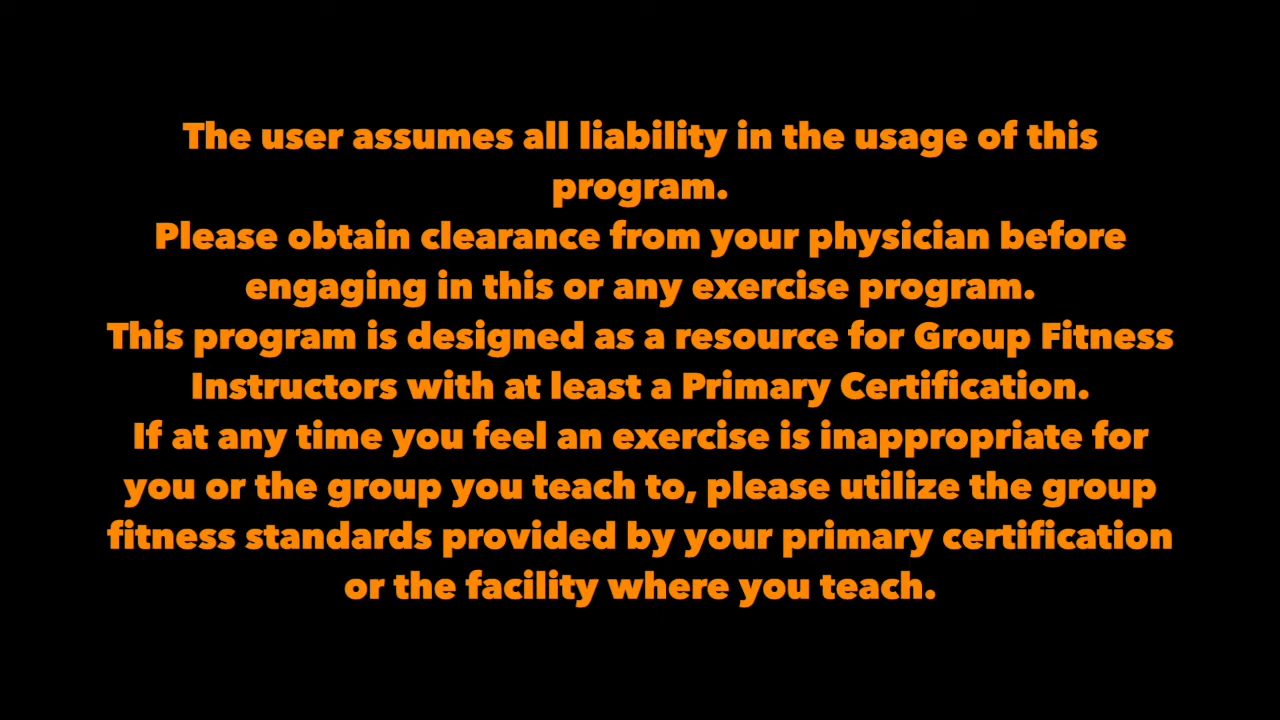 The user assumes all liability in the usage of this
program.
Please obtain clearance from your physician before
engaging in this or any exercise program.
This program is designed as a resource for Group Fitness
Instructors with at least a Primary Certification.
If at any time you feel an exercise is inappropriate for
you or the group you teach to, please utilize the group
fitness standards provided by your primary certification
or the facility where you teach.